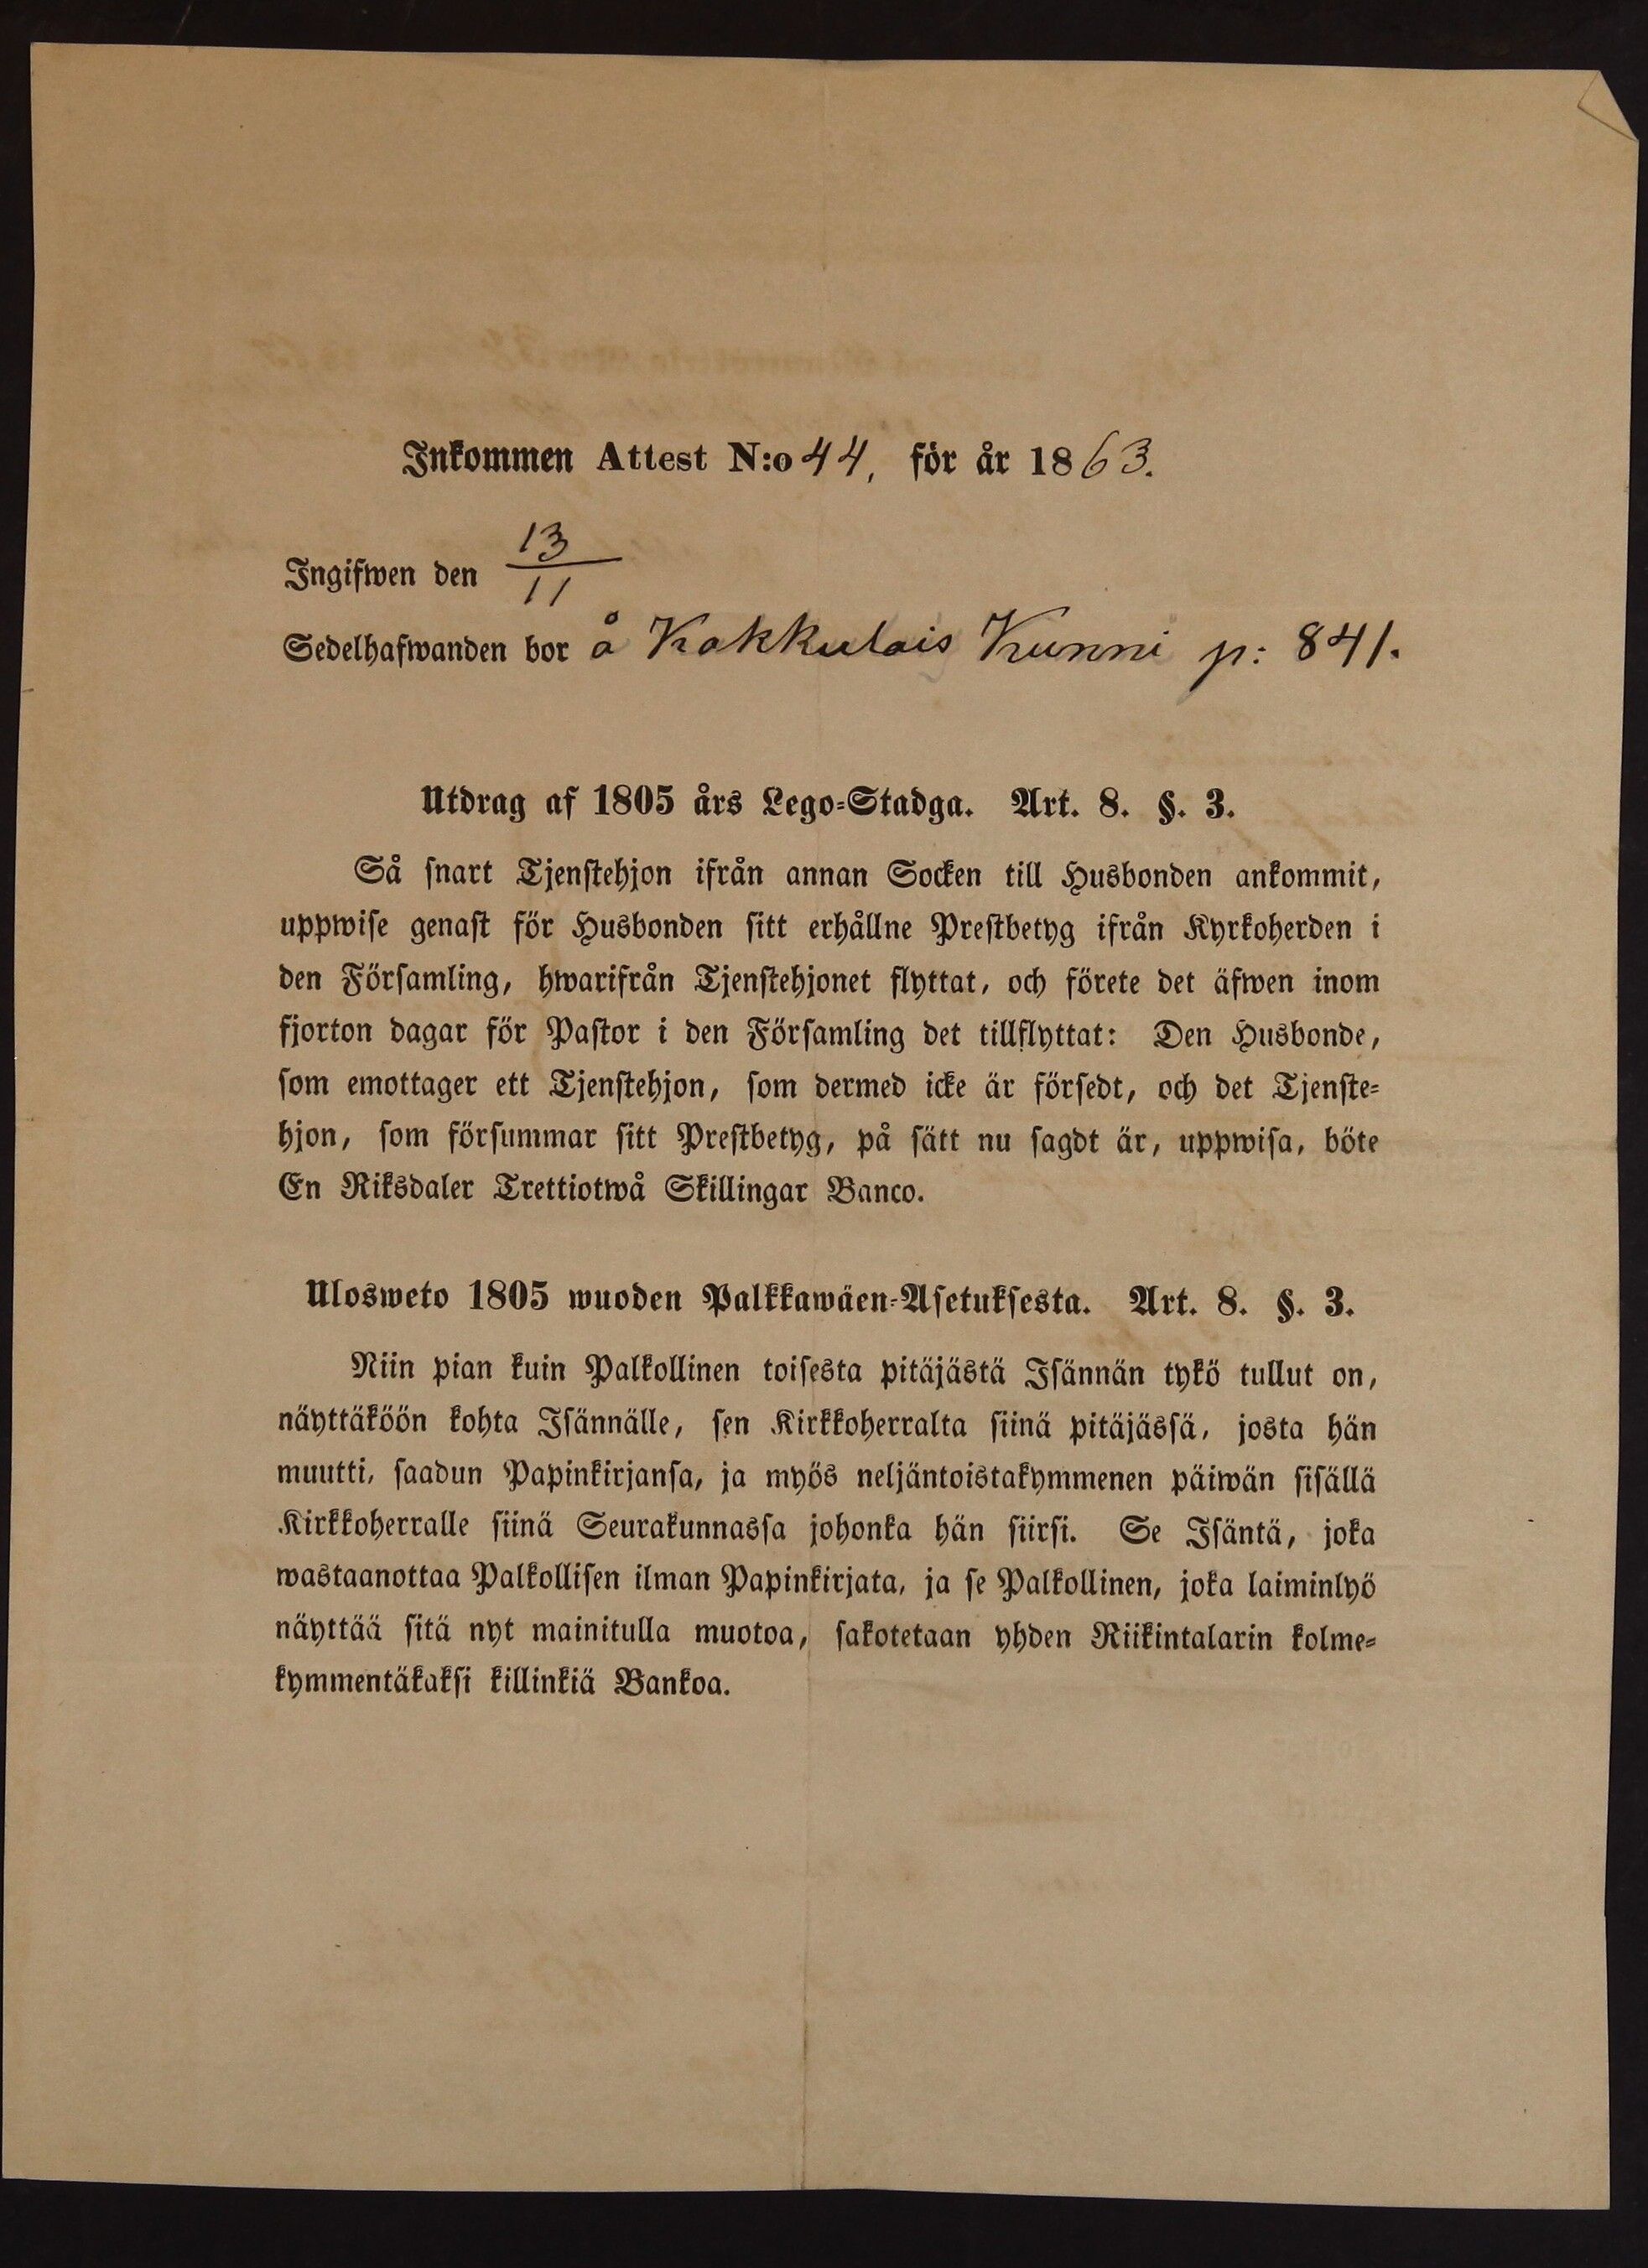 Inkommen Attest N:o 44, för år 1863.
Ingifwen den 13/11
Sedelhafwanden bor å Kakkulais Kunni p: 841.
Utdrag af 1805 års Lego-Stadga. Art. 8. §. 3.
Så snart Tjenstehjon ifrån annan Socken till Husbonden ankommit,
uppwise genast för Husbonden sitt erhållne Prestbetyg ifrån Kyrkoherden i
den Församling, hwarifrån Tjenstehjonet flyttat, och förete det äfwen inom
fjorton dagar för Pastor i den Församling det tillflyttat: Den Husbonde,
som emottager ett Tjenstehjon, som dermed icke är försedt, och det Tjenste-
hjon, som försummar sitt Prestbetyg, på sätt nu sagdt är, uppwisa, böte
En Riksdaler Trettiotwå Skillingar Banco.
Ulosweto 1805 wuoden Palkkawäen-Asetuksesta. Art. 8. §. 3.
Niin pian kuin Palkollinen toisesta pitäjästä Isännän tykö tullut on,
näyttäköön kohta Isännälle, sen Kirkkoherralta siinä pitäjässä, josta hän
muutti, saadun Papinkirjansa, ja myös neljäntoistakymmenen päiwän sisällä
Kirkkoherralle siinä Seurakunnassa johonka hän siirsi. Se Isäntä, joka
wastaanottaa Palkollisen ilman Papinkirjata, ja se Palkollinen, joka laiminlyö
näyttää sitä nyt mainitulla muotoa, sakotetaan yhden Riikintalarin kolme-
kymmentäkaksi killinkiä Bankoa.